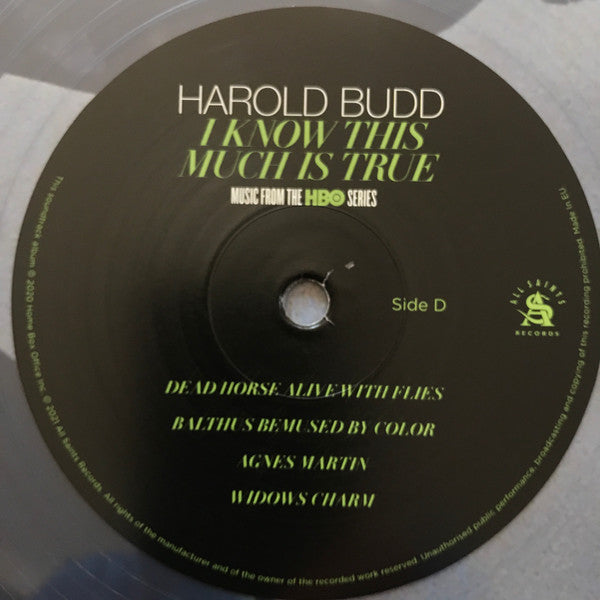 HAROLD BUDD
I KNOW THIS
MUCH IS TRUE
MUSIC FROM THE HBO SERIES
Side D
ALL SAINTS
RECORDS
DEAD HORSE ALIVE WITH FLIES
BALTHUS BEMUSED BY COLOR
AGNES MARTIN
WIDOWS CHARM
This soundtrack album ℗ 2020 Home Box Office Inc © 2021 All Saints Records. All rights of the manufacturer and of the owner of the recorded work reserved. Unauthorised public performance, broadcasting and copying of this recording prohibited. Made in EU.